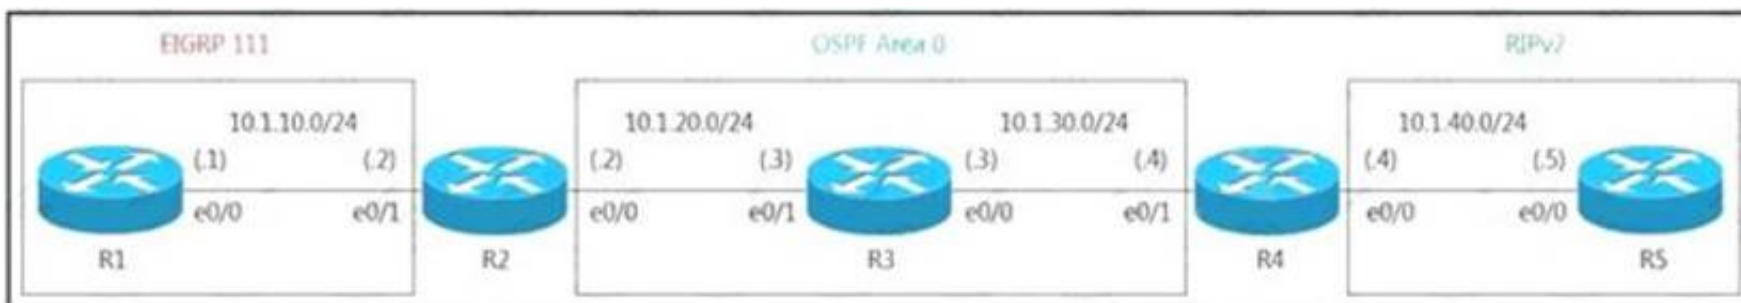 EIGRP 111
OSPF Area 0
RIPv2
10.1.10.0/24
10.1.20.0/24
10.1.30.0/24
10.1.40.0/24
(.1) (.2) (.2) (.3) (.3) (.4) (.4) (.5)
e0/0 e0/1 e0/0 e0/1 e0/0 e0/1 e0/0 e0/0
R1 R2 R3 R4 R5